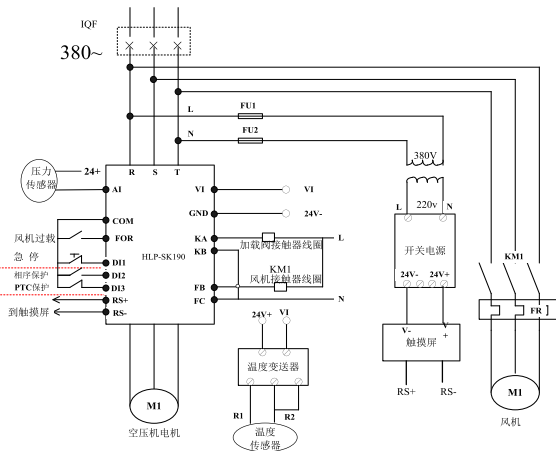 IQF
380~
L
FU1
N
FU2
R S T
380V
220v
L N
压力
传感器
24+
AI
VI VI
GND 24V-
COM
风机过载
FOR
KA
L
加载阀接触器线圈
KB
HLP-SK190
急 停
DI1
相序保护
DI2
PTC保护
DI3
KM1
风机接触器线圈
FB
FC
N
RS+
到触摸屏
RS-
开关电源
24V- 24V+
KM1
FR
V-
V
+
触摸屏
RS+ RS-
24V+ VI
温度变送器
R1 R2
温度
传感器
M1
空压机电机
M1
风机